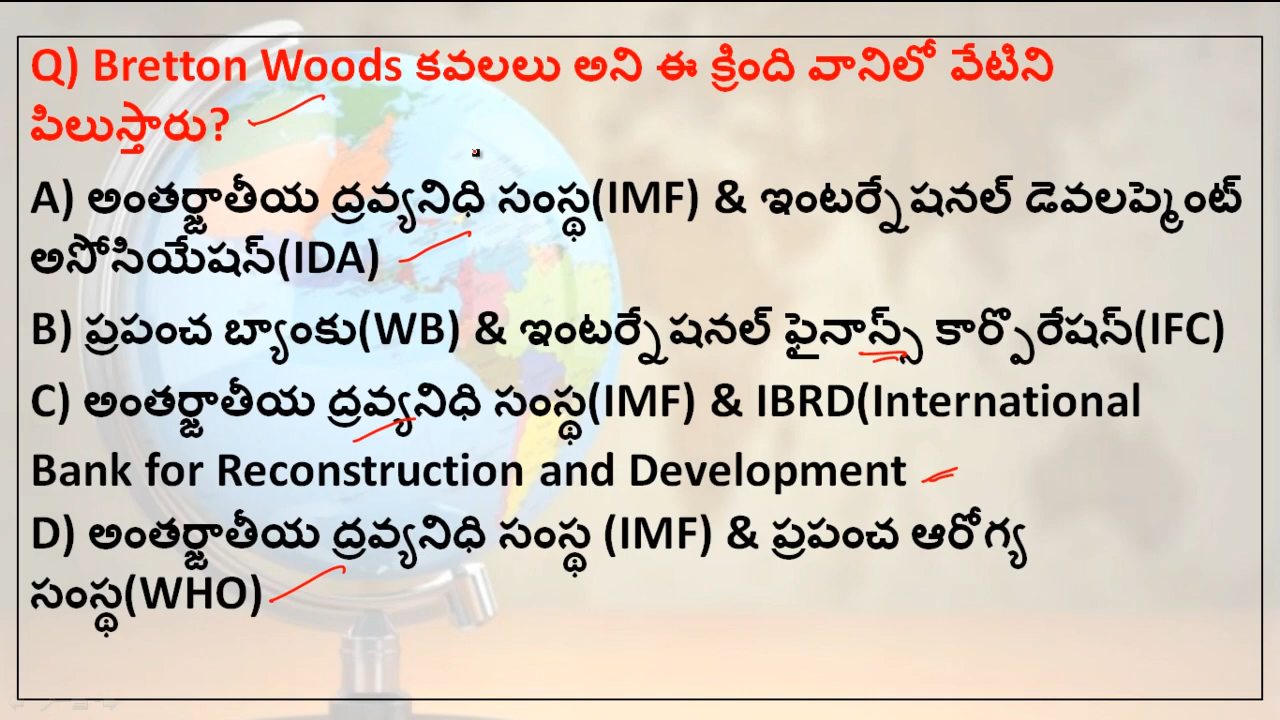 Q) Bretton Woods కవలలు అని ఈ క్రింది వానిలో వేటిని
పిలుస్తారు?
A) అంతర్జాతీయ ద్రవ్యనిధి సంస్థ(IMF) & ఇంటర్నేషనల్ డెవలప్మెంట్
అసోసియేషన్(IDA)
B) ప్రపంచ బ్యాంకు(WB) & ఇంటర్నేషనల్ ఫైనాన్స్ కార్పొరేషన్(IFC)
C) అంతర్జాతీయ ద్రవ్యనిధి సంస్థ(IMF) & IBRD(International
Bank for Reconstruction and Development
D) అంతర్జాతీయ ద్రవ్యనిధి సంస్థ (IMF) & ప్రపంచ ఆరోగ్య
సంస్థ(WHO)